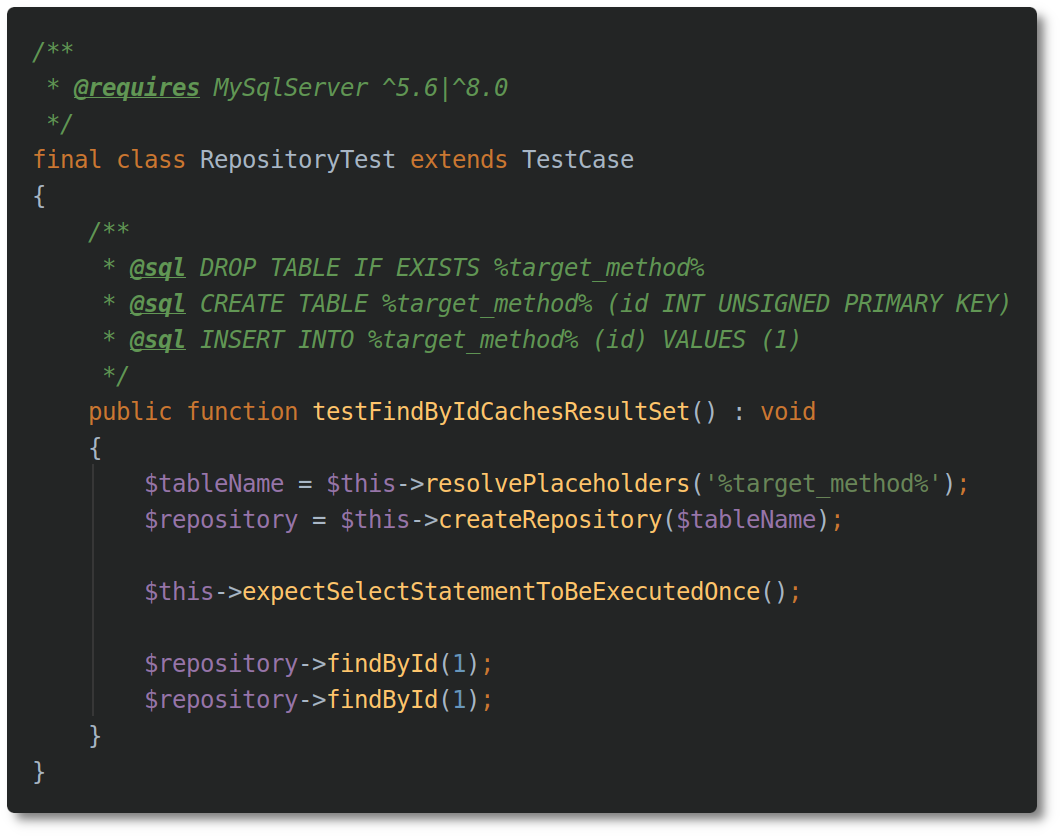 /**
 * @requires MySqlServer ^5.6|^8.0
 */
final class RepositoryTest extends TestCase
{
    /**
     * @sql DROP TABLE IF EXISTS %target_method%
     * @sql CREATE TABLE %target_method% (id INT UNSIGNED PRIMARY KEY)
     * @sql INSERT INTO %target_method% (id) VALUES (1)
     */
    public function testFindByIdCachesResultSet() : void
    {
        $tableName = $this->resolvePlaceholders('%target_method%');
        $repository = $this->createRepository($tableName);

        $this->expectSelectStatementToBeExecutedOnce();

        $repository->findById(1);
        $repository->findById(1);
    }
}